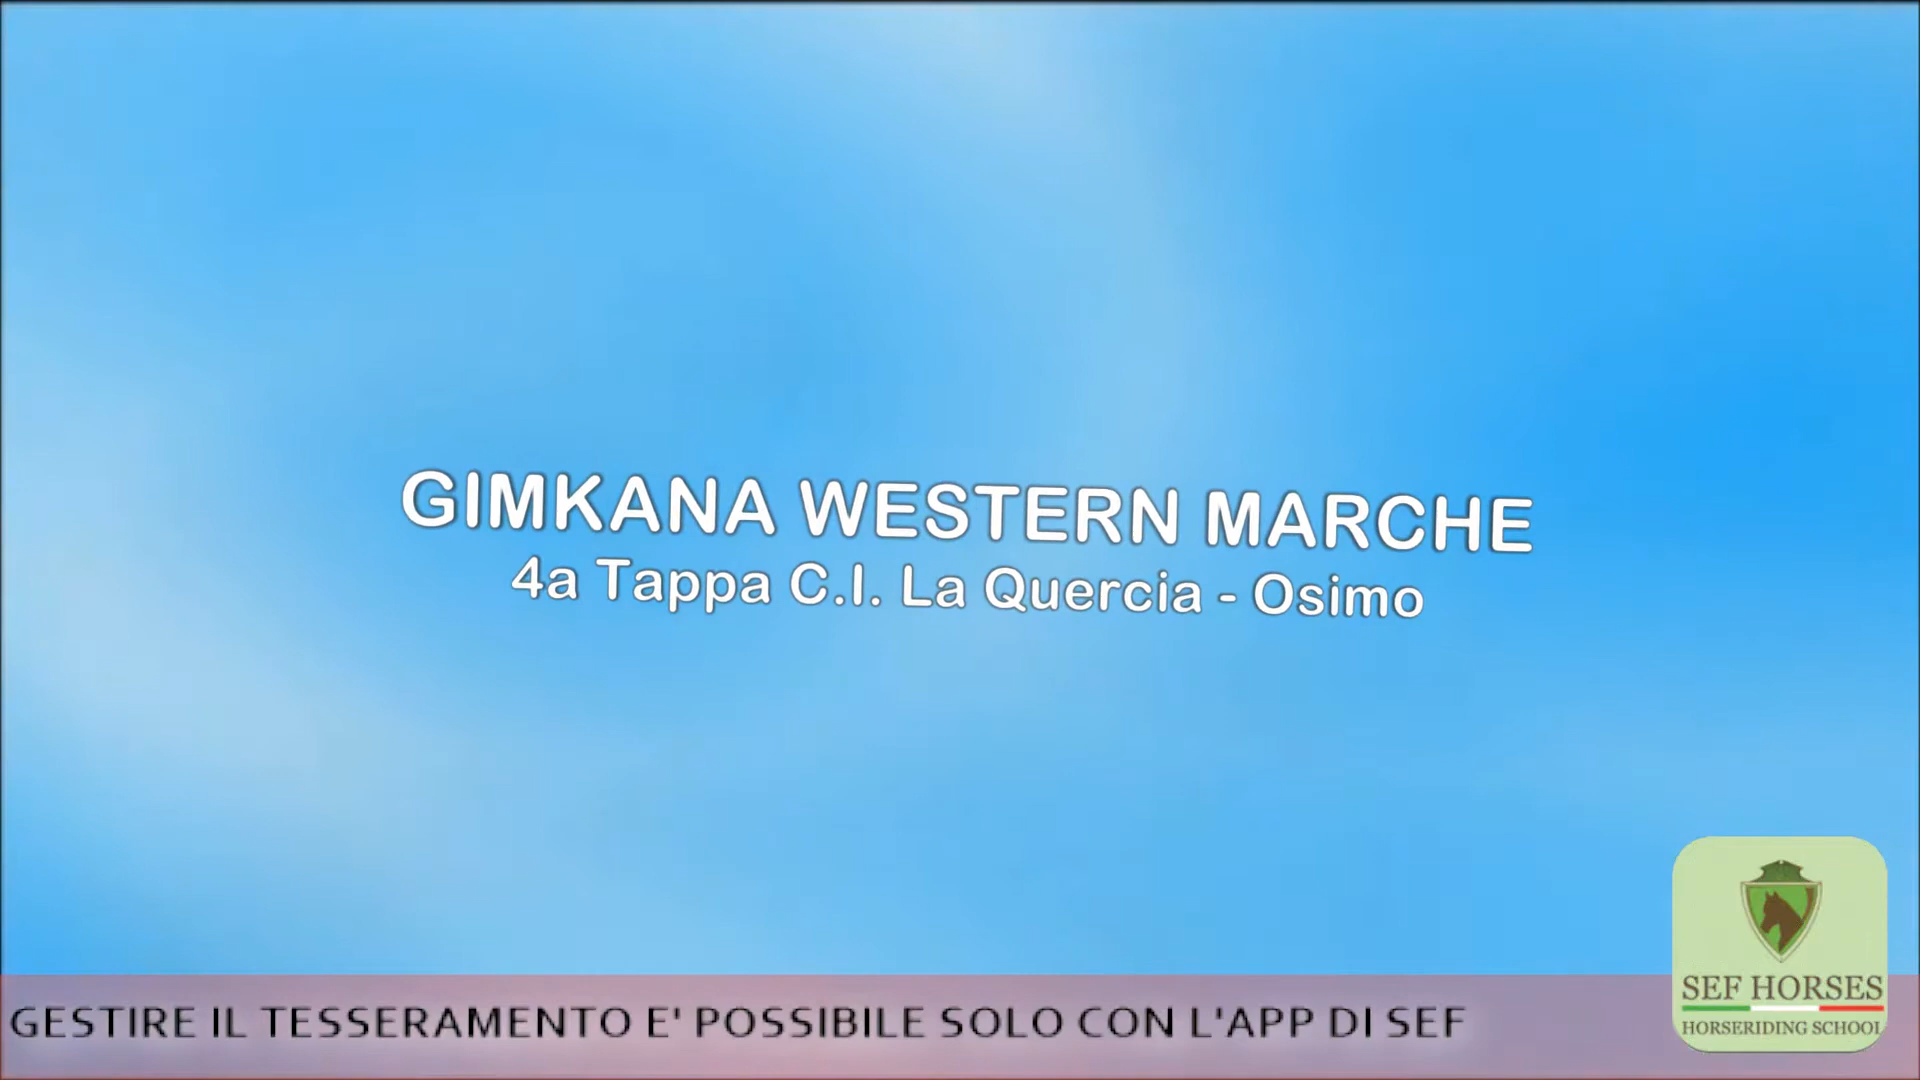 GIMKANA WESTERN MARCHE
4a Tappa C.I. La Quercia - Osimo
GESTIRE IL TESSERAMENTO E' POSSIBILE SOLO CON L'APP DI SEF
SEF HORSES
HORSERIDING SCHOOL